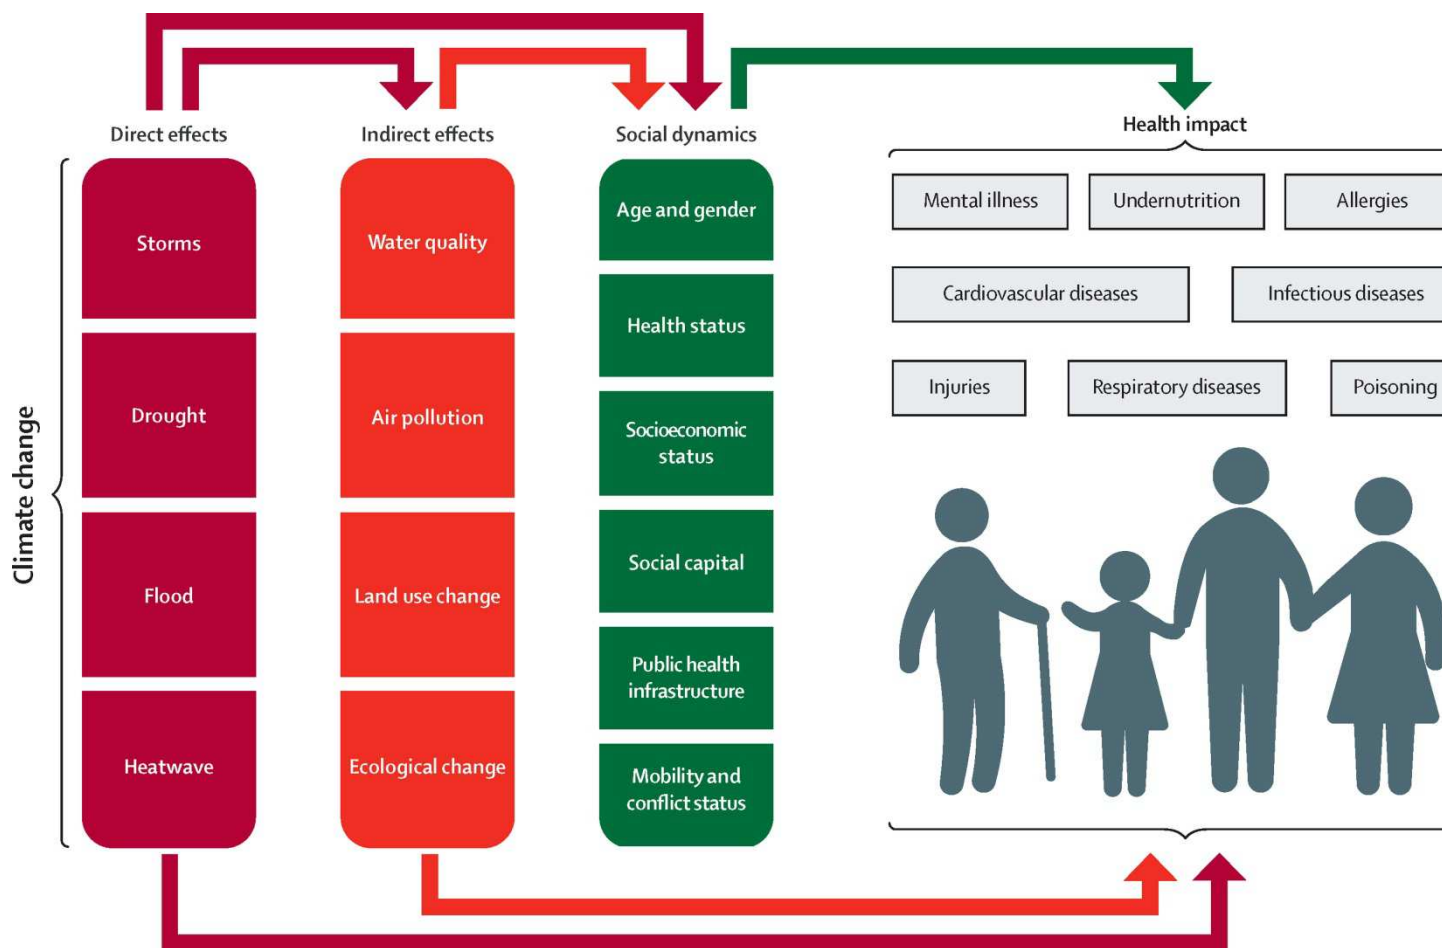 Direct effects
Indirect effects
Social dynamics
Health impact
Climate change
Storms
Drought
Flood
Heatwave
Water quality
Air pollution
Land use change
Ecological change
Age and gender
Health status
Socioeconomic
status
Social capital
Public health
infrastructure
Mobility and
conflict status
Mental illness
Undernutrition
Allergies
Cardiovascular diseases
Infectious diseases
Injuries
Respiratory diseases
Poisoning